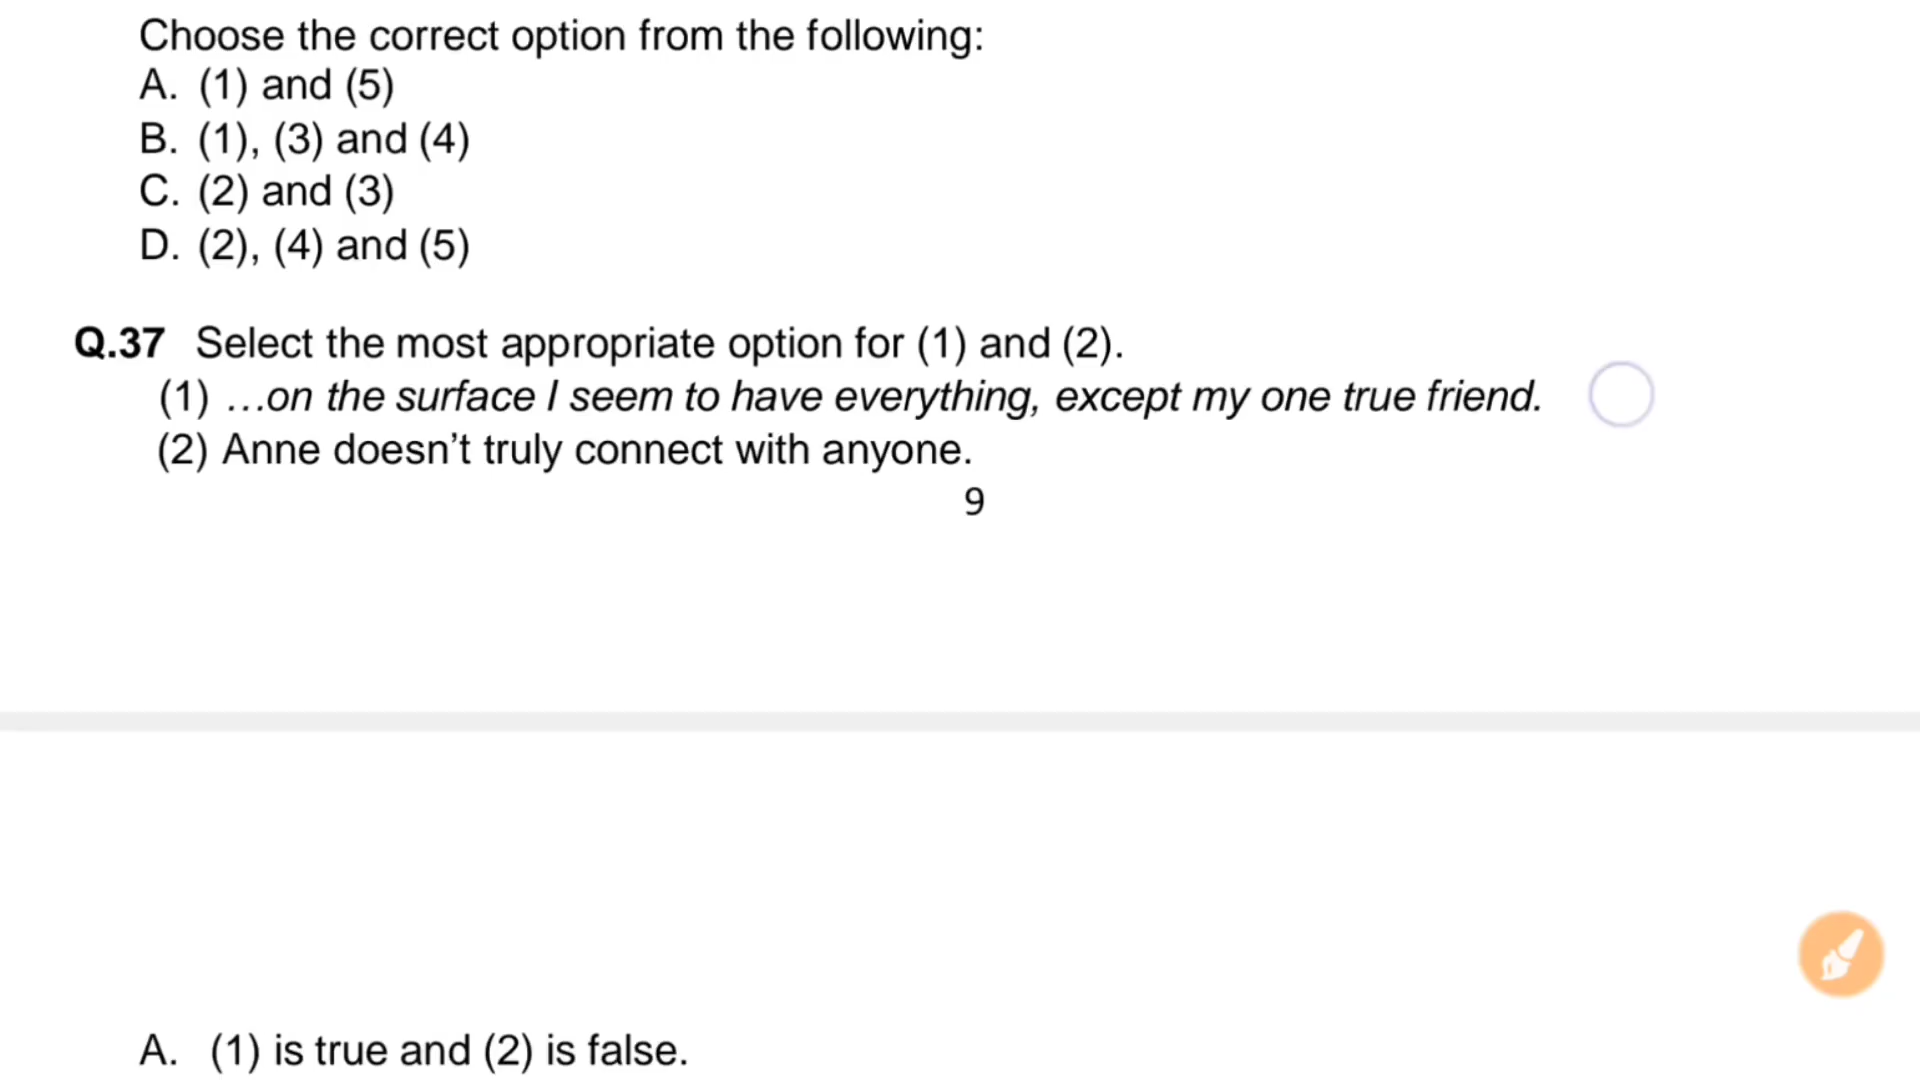 Choose the correct option from the following:
A. (1) and (5)
B. (1), (3) and (4)
C. (2) and (3)
D. (2), (4) and (5)
Q.37 Select the most appropriate option for (1) and (2).
(1) …on the surface I seem to have everything, except my one true friend.
(2) Anne doesn’t truly connect with anyone.
9
A. (1) is true and (2) is false.